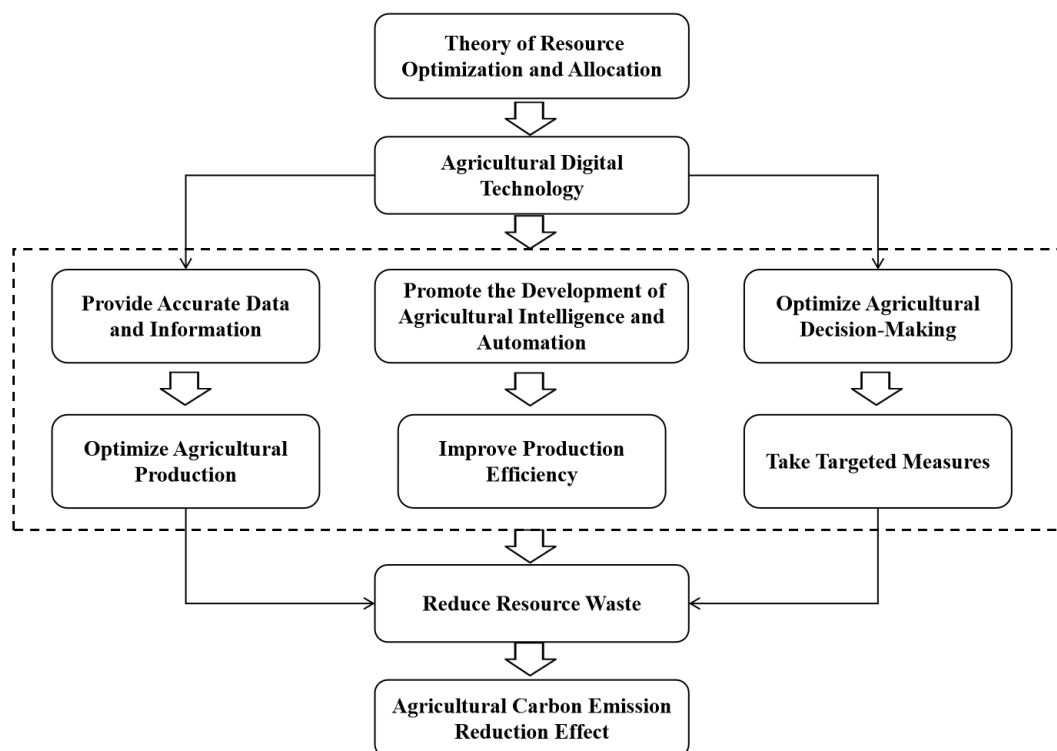 Theory of Resource
Optimization and Allocation
Agricultural Digital
Technology
Provide Accurate Data
and Information
Promote the Development of
Agricultural Intelligence and
Automation
Optimize Agricultural
Decision-Making
Optimize Agricultural
Production
Improve Production
Efficiency
Take Targeted Measures
Reduce Resource Waste
Agricultural Carbon Emission
Reduction Effect